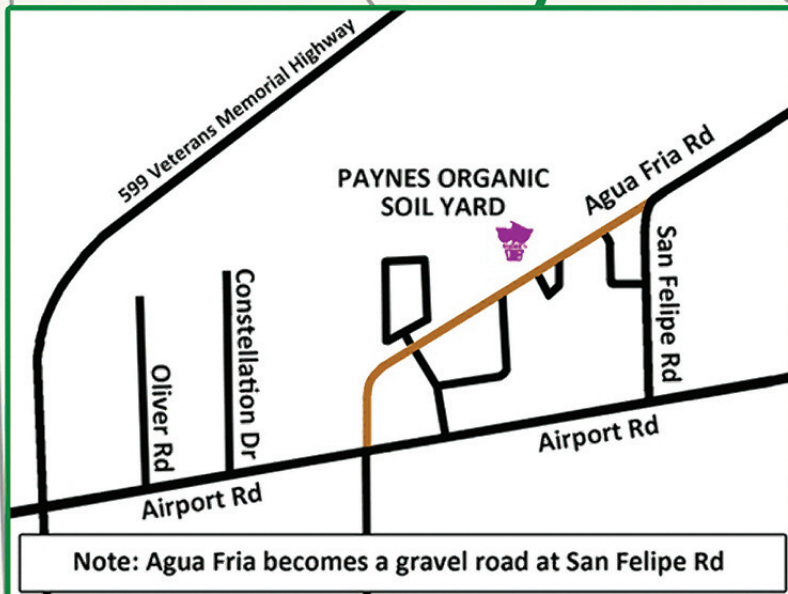 599 Veterans Memorial Highway
PAYNES ORGANIC
SOIL YARD
Agua Fria Rd
San Felipe Rd
Constellation Dr
Oliver Rd
Airport Rd
Airport Rd
Note: Agua Fria becomes a gravel road at San Felipe Rd